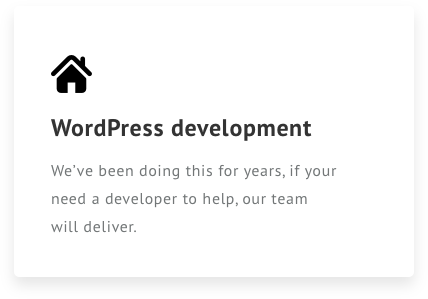 WordPress development
We've been doing this for years, if your
need a developer to help, our team
will deliver.